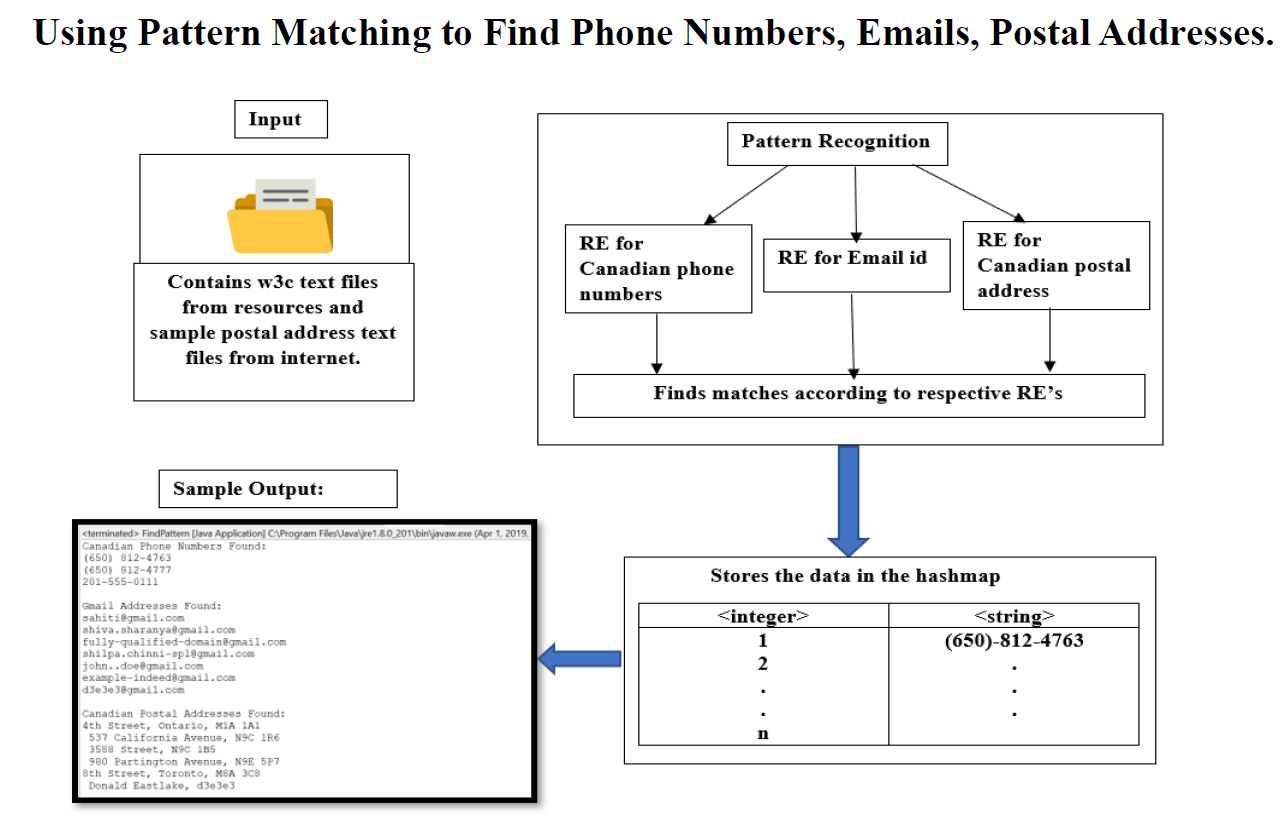 Using Pattern Matching to Find Phone Numbers, Emails, Postal Addresses.
Input
Contains w3c text files
from resources and
sample postal address text
files from internet.
Pattern Recognition
RE for
Canadian phone
numbers
RE for Email id
RE for
Canadian postal
address
Finds matches according to respective RE’s
Stores the data in the hashmap
<integer> <string>
1 (650)-812-4763
2 .
. .
. .
n
Sample Output:
<terminated> FindPattern [Java Application] C:\Program Files\Java\jre1.8.0_201\bin\javaw.exe (Apr 1, 2019,
Canadian Phone Numbers Found:
(650) 812-4763
(650) 812-4777
201-555-0111
Gmail Addresses Found:
sahiti@gmail.com
shiva.sharanya@gmail.com
fully-qualified-domain@gmail.com
shilpa.chinni-spl@gmail.com
john..doe@gmail.com
example-indeed@gmail.com
d3e3e3@gmail.com
Canadian Postal Addresses Found:
4th Street, Ontario, M1A 1A1
537 California Avenue, N9C 1R6
3588 Street, N9C 1B5
980 Partington Avenue, N9E 5P7
8th Street, Toronto, M8A 3C8
Donald Eastlake, d3e3e3